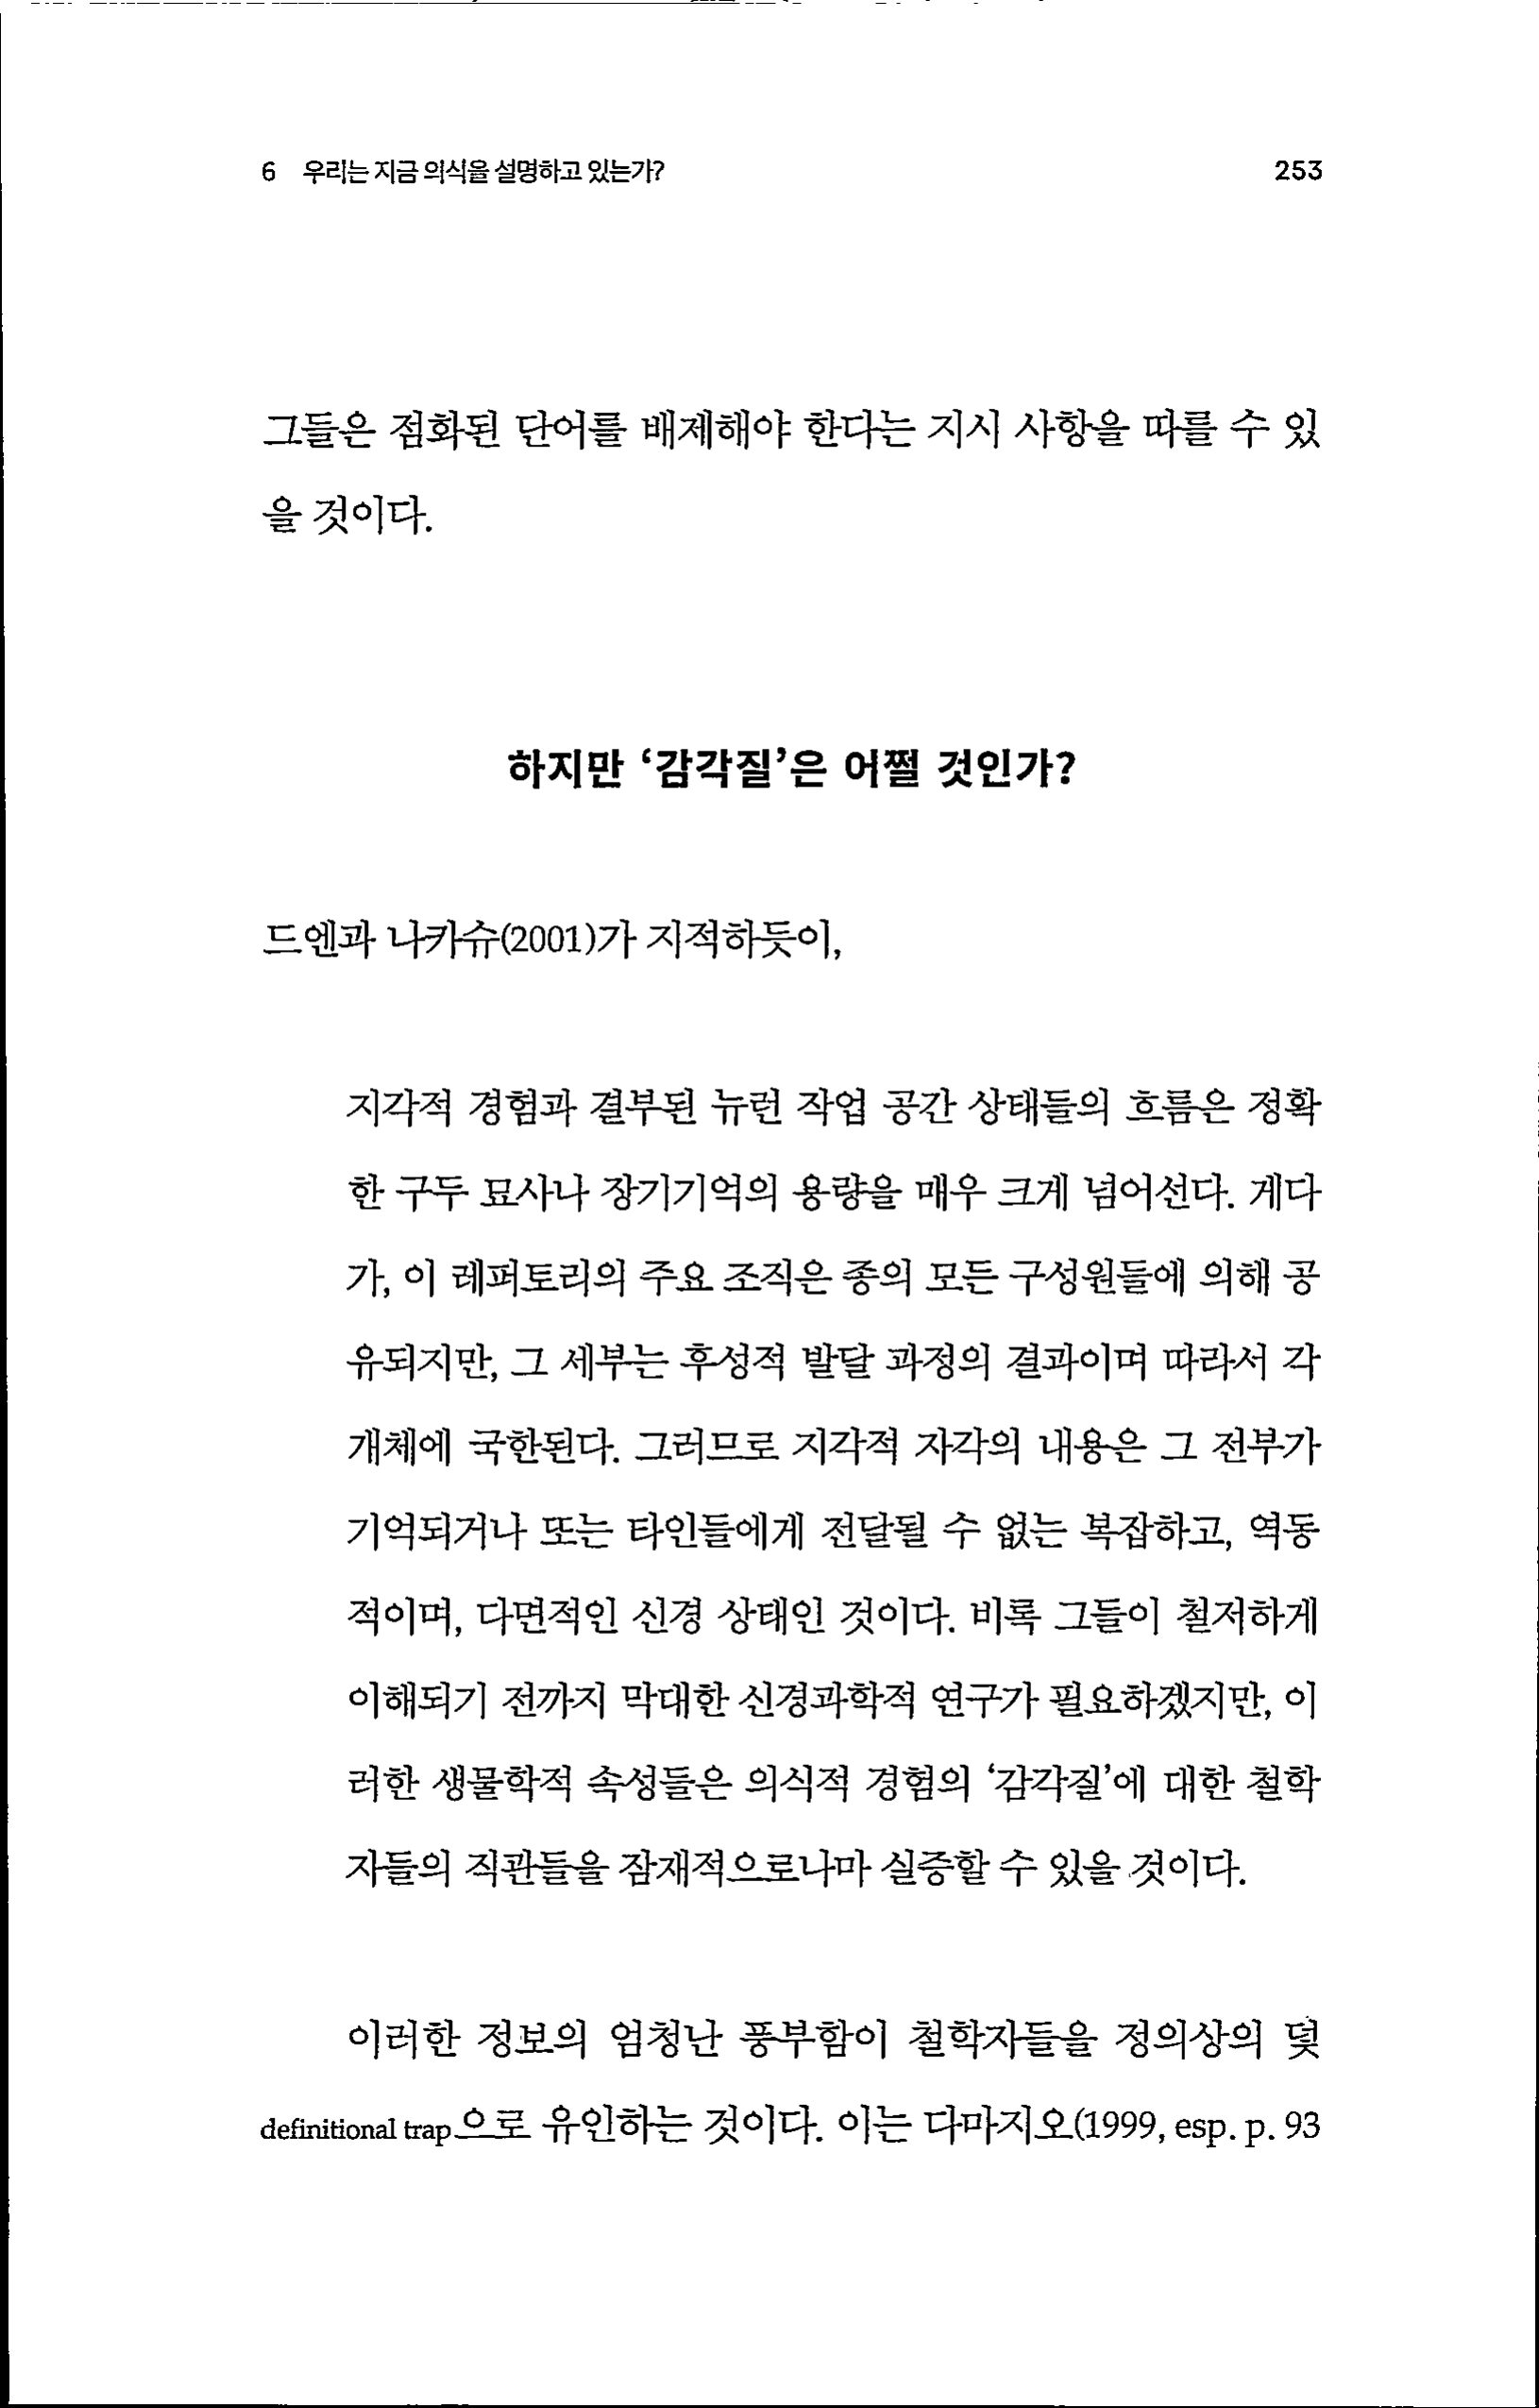 6 우리는 지금 의식을 설명하고 있는가? 253
그들은 점화된 단어를 배제해야 한다는 지시 사항을 따를 수 있
을 것이다.
하지만 ‘감각질’은 어쩔 것인가?
드엔과 나카슈(2001)가 지적하듯이,
지각적 경험과 결부된 뉴런 작업 공간 상태들의 흐름은 정확
한 구두 묘사나 장기기억의 용량을 매우 크게 넘어선다. 게다
가, 이 레퍼토리의 주요 조직은 종의 모든 구성원들에 의해 공
유되지만, 그 세부는 후성적 발달 과정의 결과이며 따라서 각
개체에 국한된다. 그러므로 지각적 자각의 내용은 그 전부가
기억되거나 또는 타인들에게 전달될 수 없는 복잡하고, 역동
적이며, 다면적인 신경 상태인 것이다. 비록 그들이 철저하게
이해되기 전까지 막대한 신경과학적 연구가 필요하겠지만, 이
러한 생물학적 속성들은 의식적 경험의 ‘감각질’에 대한 철학
자들의 직관들을 잠재적으로나마 실증할 수 있을 것이다.
이러한 정보의 엄청난 풍부함이 철학자들을 정의상의 덫
definitional trap으로 유인하는 것이다. 이는 다마지오(1999, esp. p. 93